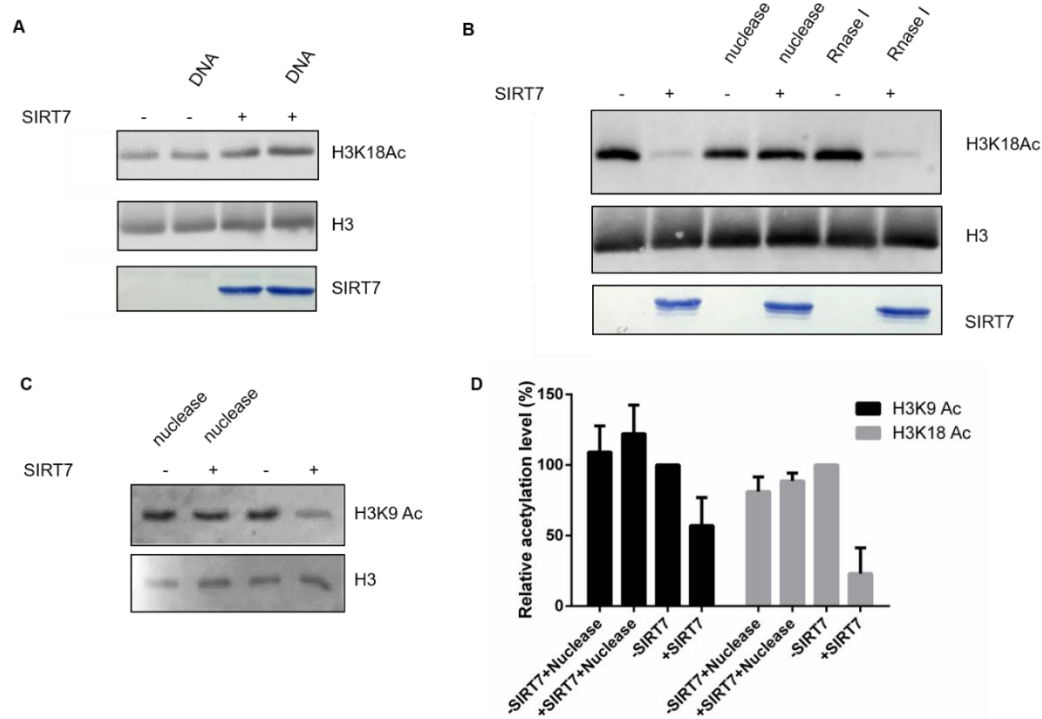 A
DNA DNA
SIRT7 - - + +
H3K18Ac
H3
SIRT7
B
nuclease nuclease Rnase I Rnase I
SIRT7 - + - + - +
H3K18Ac
H3
SIRT7
C
nuclease nuclease
SIRT7 - + - +
H3K9 Ac
H3
D
Relative acetylation level (%)
150
100
50
0
H3K9 Ac
H3K18 Ac
-SIRT7+Nuclease
+SIRT7+Nuclease
-SIRT7
+SIRT7
-SIRT7+Nuclease
+SIRT7+Nuclease
-SIRT7
+SIRT7